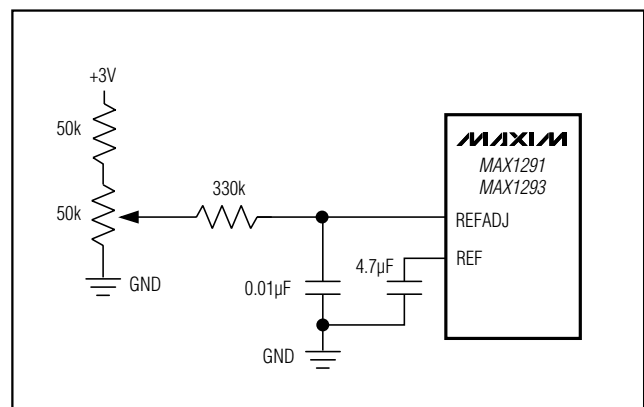 +3V
50k
50k
GND
330k
0.01µF
4.7µF
GND
MAXIM
MAX1291
MAX1293
REFADJ
REF